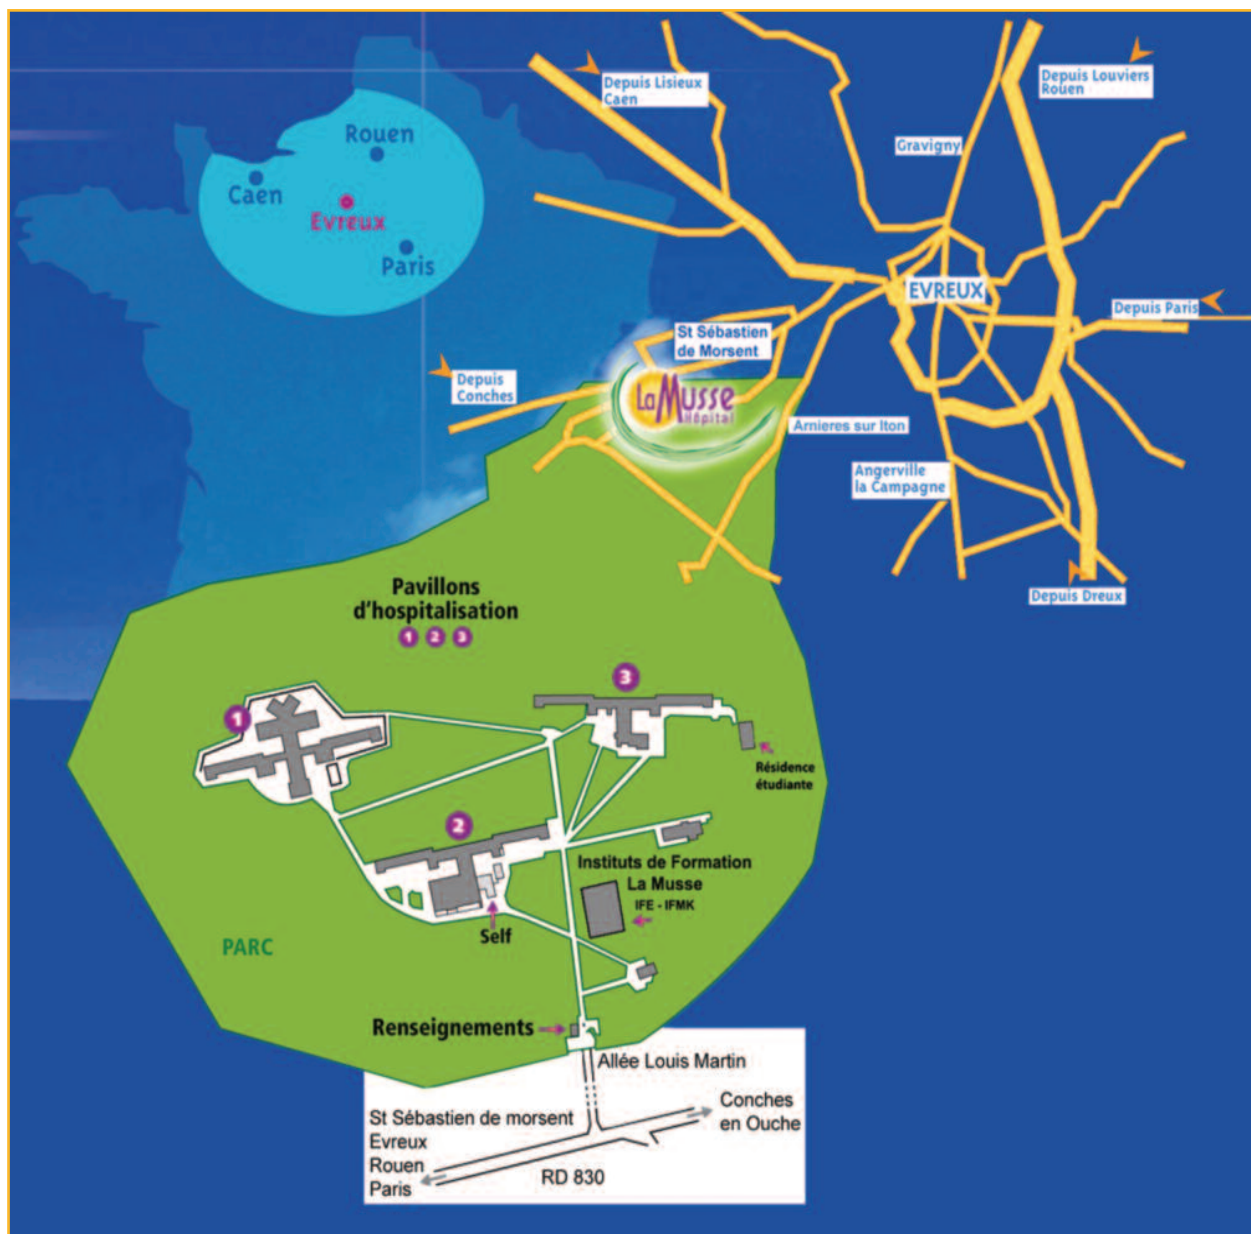 Depuis Lisieux
Caen
Depuis Louviers
Rouen
Rouen
Caen
Evreux
Paris
Gravigny
EVREUX
Depuis Paris
St Sébastien
de Morsent
Depuis
Conches
La Musse
Hôpital
Arnieres sur Iton
Angerville
la Campagne
Depuis Dreux
Pavillons
d'hospitalisation
1 2 3
3
1
Résidence
étudiante
2
Instituts de Formation
La Musse
IFE - IFMK
Self
PARC
Renseignements
Allée Louis Martin
St Sébastien de morsent
Evreux
Rouen
Paris
Conches
en Ouche
RD 830